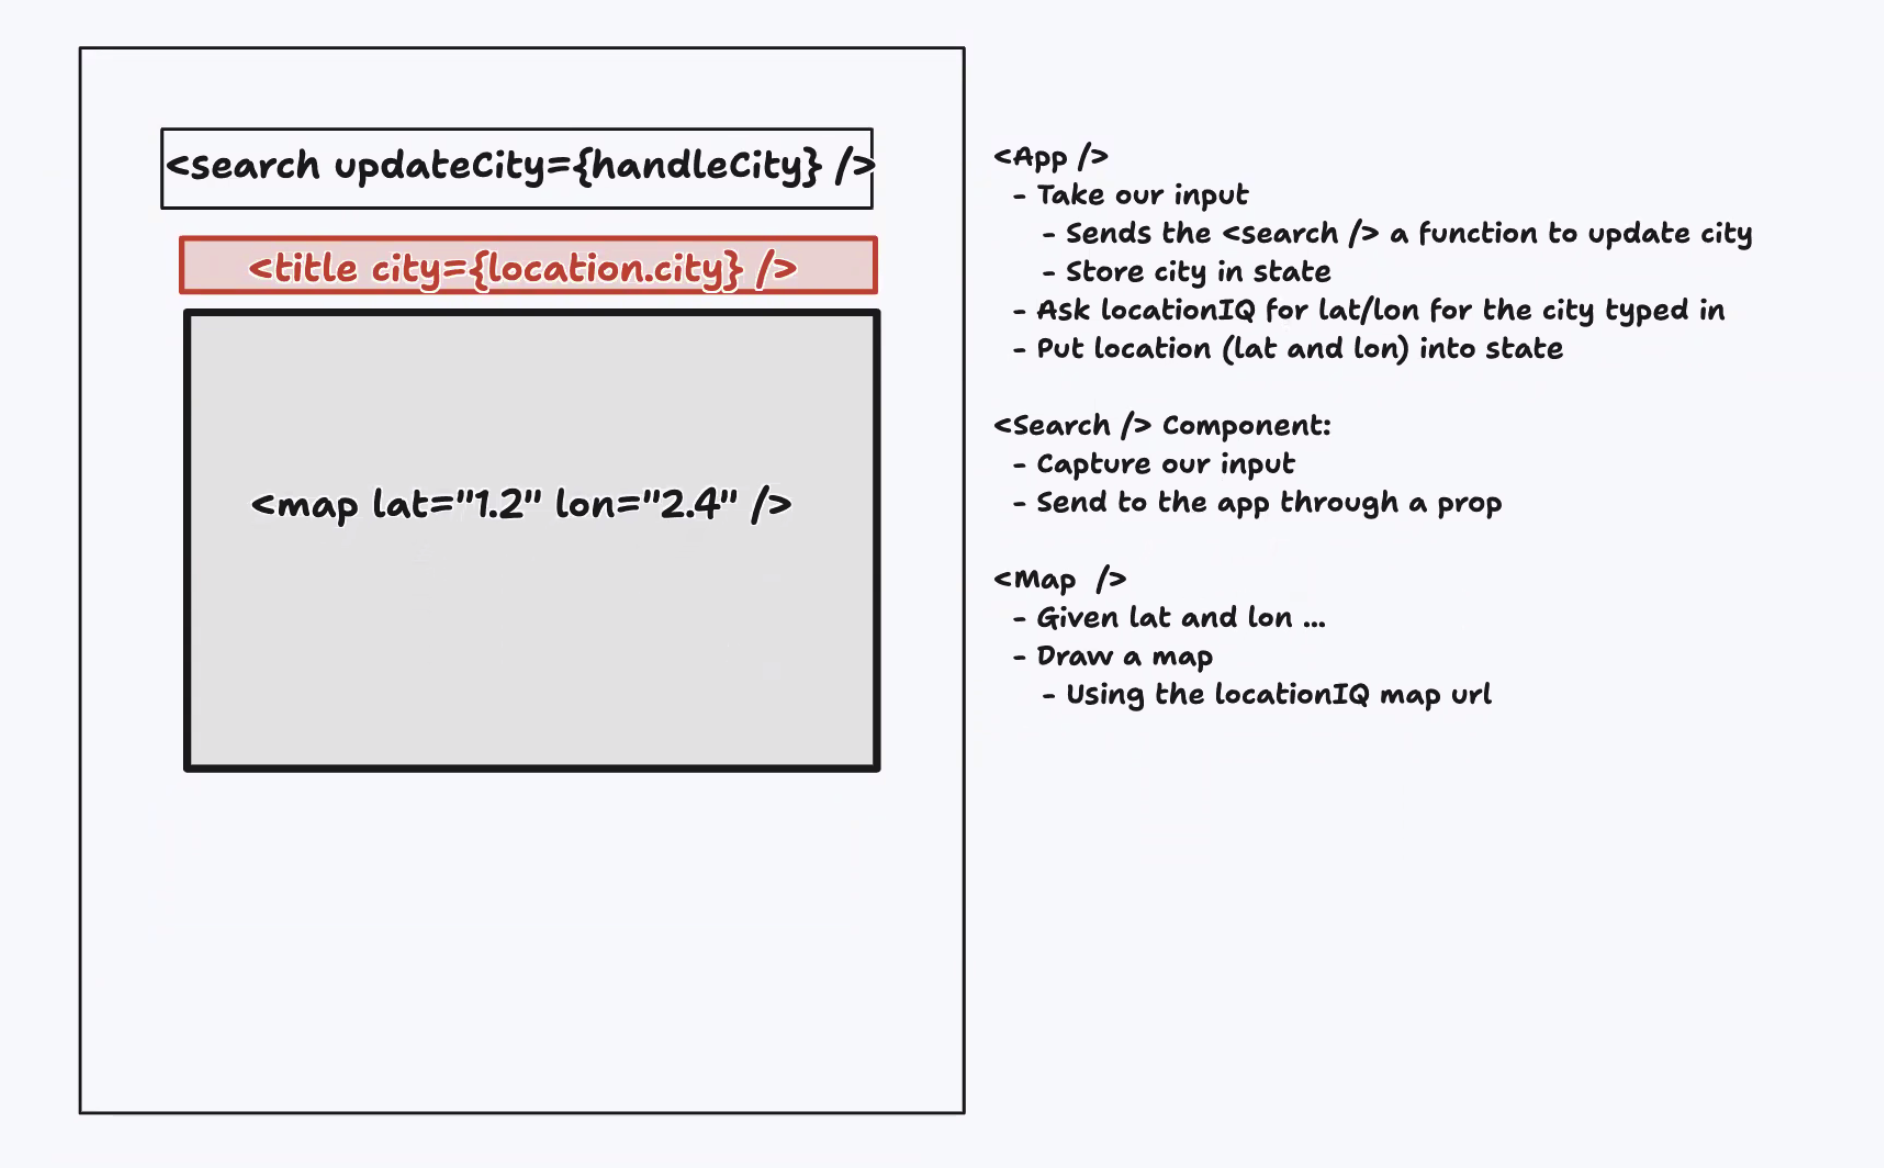 <search updateCity={handleCity} />
<title city={location.city} />
<map lat="1.2" lon="2.4" />
<App />
- Take our input
- Sends the <search /> a function to update city
- Store city in state
- Ask locationIQ for lat/lon for the city typed in
- Put location (lat and lon) into state
<Search /> Component:
- Capture our input
- Send to the app through a prop
<Map  />
- Given lat and lon ...
- Draw a map
- Using the locationIQ map url